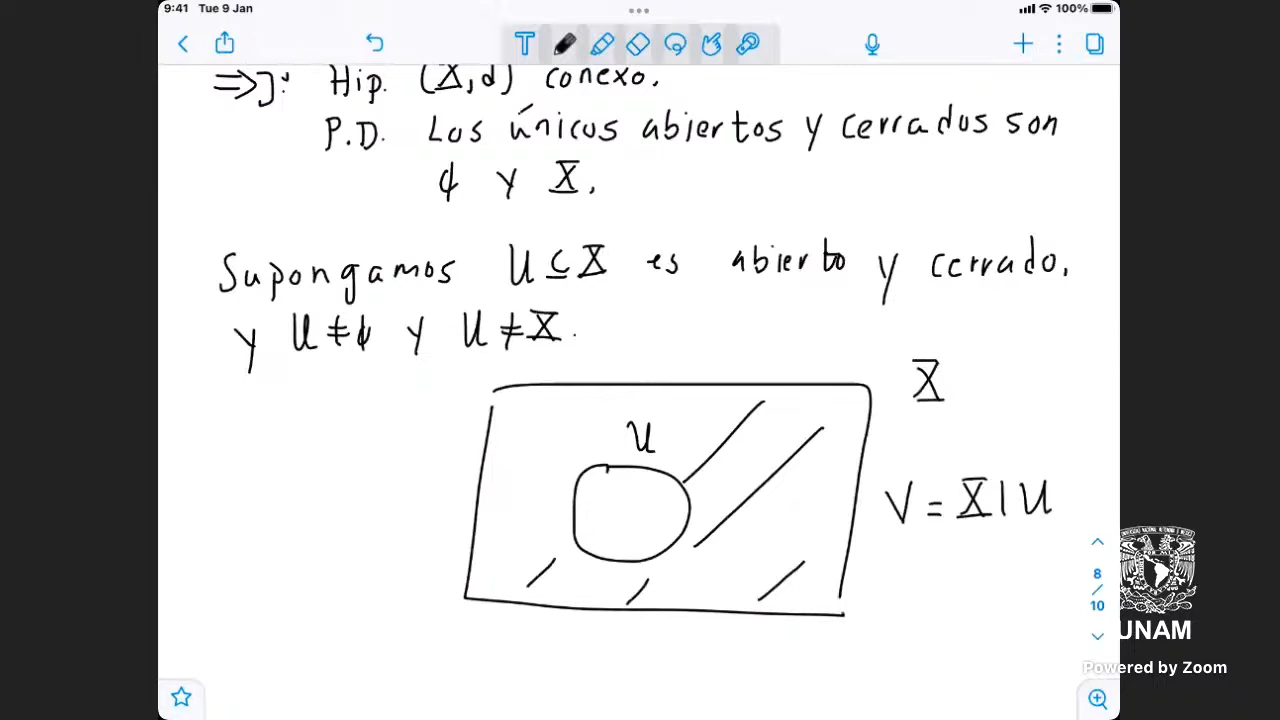 9:41 Tue 9 Jan
100%
⇒]: Hip. (X,d) conexo.
P.D. Los únicos abiertos y cerrados son
∅ y X.
Supongamos U ⊆ X es abierto y cerrado.
y U ≠ ∅ y U ≠ X.
X
U
V = X \ U
8
/
10
UNAM
Powered by Zoom